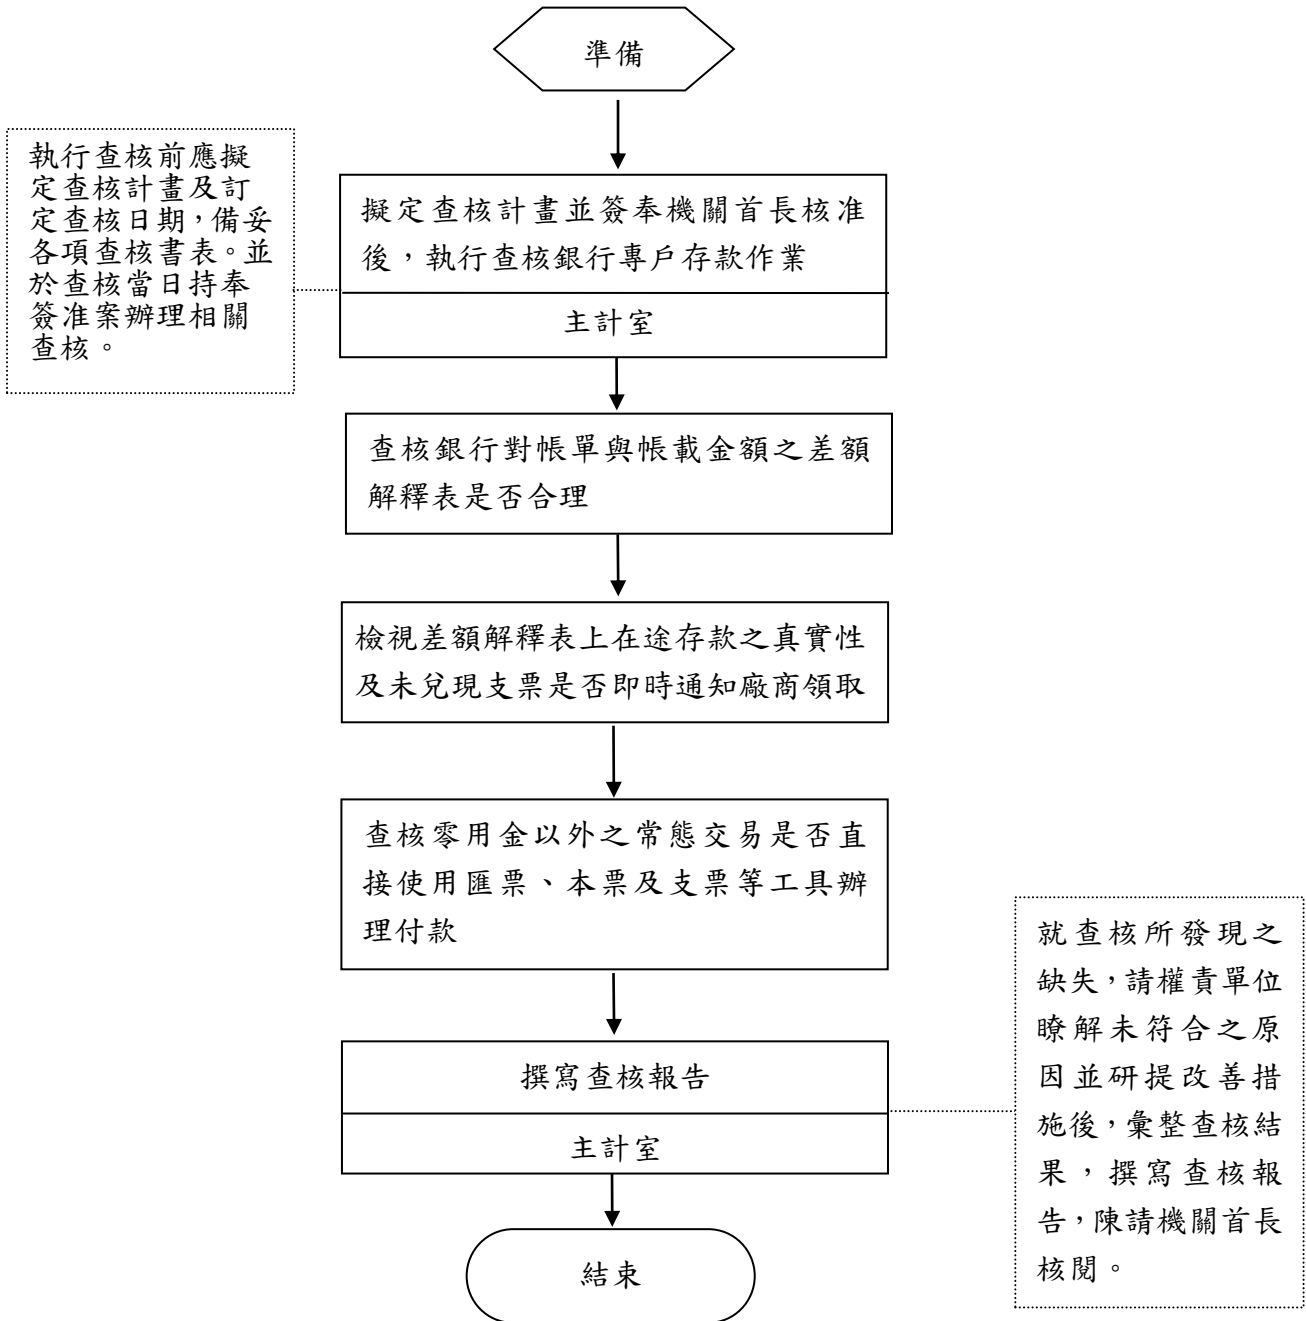 準備
執行查核前應擬
定查核計畫及訂
定查核日期，備妥
各項查核書表。並
於查核當日持奉
簽准案辦理相關
查核。
擬定查核計畫並簽奉機關首長核准
後，執行查核銀行專戶存款作業
主計室
查核銀行對帳單與帳載金額之差額
解釋表是否合理
檢視差額解釋表上在途存款之真實性
及未兌現支票是否即時通知廠商領取
查核零用金以外之常態交易是否直
接使用匯票、本票及支票等工具辦
理付款
撰寫查核報告
主計室
就查核所發現之
缺失，請權責單位
瞭解未符合之原
因並研提改善措
施後，彙整查核結
果，撰寫查核報
告，陳請機關首長
核閱。
結束